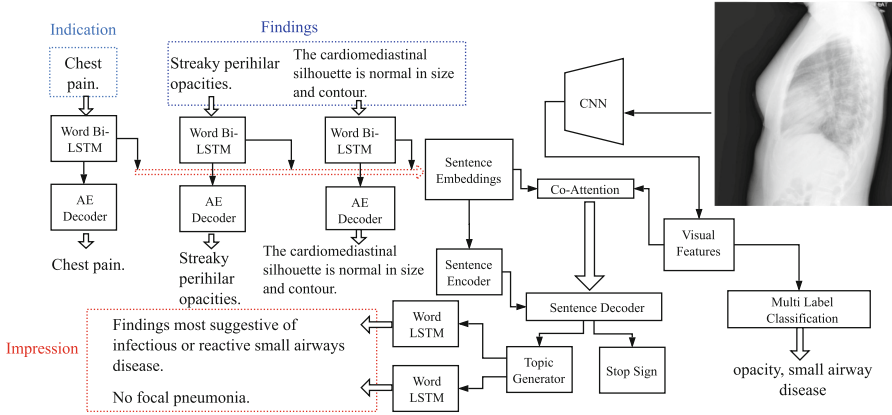 Indication
Findings
Chest
pain.
Streaky perihilar
opacities.
The cardiomediastinal
silhouette is normal in size
and contour.
CNN
Word Bi-
LSTM
Word Bi-
LSTM
Word Bi-
LSTM
Sentence
Embeddings
Co-Attention
AE
Decoder
AE
Decoder
AE
Decoder
Visual
Features
Chest pain.
Streaky
perihilar
opacities.
The cardiomediastinal
silhouette is normal in size
and contour.
Sentence
Encoder
Sentence Decoder
Multi Label
Classification
Impression
Findings most suggestive of
infectious or reactive small airways
disease.
No focal pneumonia.
Word
LSTM
Word
LSTM
Topic
Generator
Stop Sign
opacity, small airway
disease